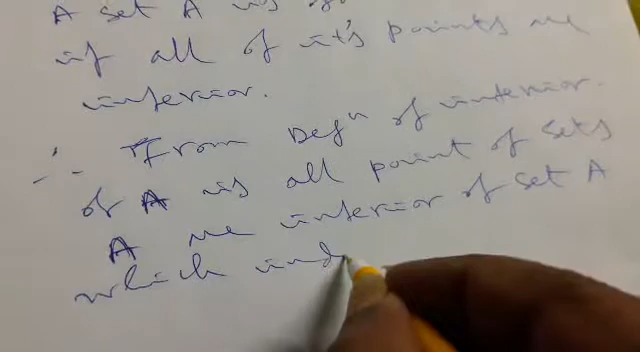 A set A is
if all of it's points are
interior.
∴ From Defⁿ of interior.
of A is all point of sets
A are interior of set A
which ind